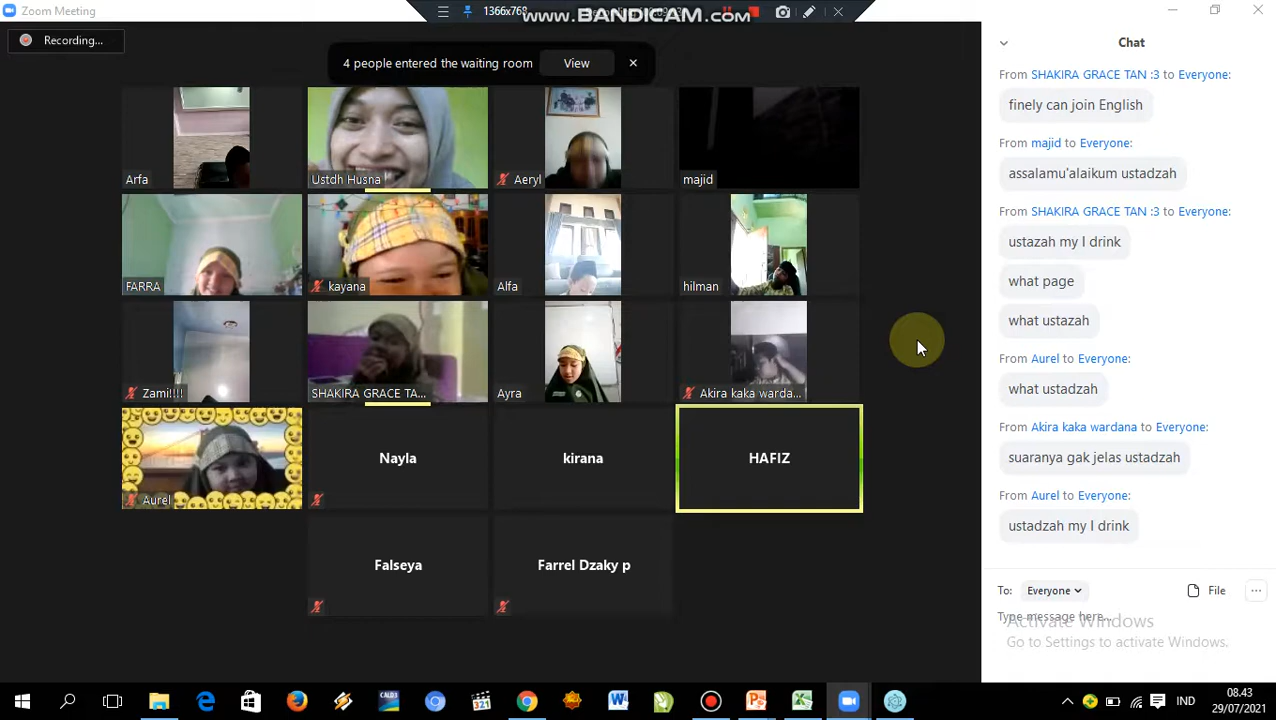 Zoom Meeting
1366x768
www.BANDICAM.com
Recording...
4 people entered the waiting room
View
Arfa
Ustdh Husna
Aeryl
majid
FARRA
kayana
Alfa
hilman
Zami!!!!
SHAKIRA GRACE TA...
Ayra
Akira kaka warda...
Aurel
Nayla
kirana
HAFIZ
Falseya
Farrel Dzaky p
Chat
From SHAKIRA GRACE TAN :3 to Everyone:
finely can join English
From majid to Everyone:
assalamu'alaikum ustadzah
From SHAKIRA GRACE TAN :3 to Everyone:
ustazah my I drink
what page
what ustazah
From Aurel to Everyone:
what ustadzah
From Akira kaka wardana to Everyone:
suaranya gak jelas ustadzah
From Aurel to Everyone:
ustadzah my I drink
To: Everyone
File
Type message here...
Activate Windows
Go to Settings to activate Windows.
CALD3
321
IND
08.43
29/07/2021